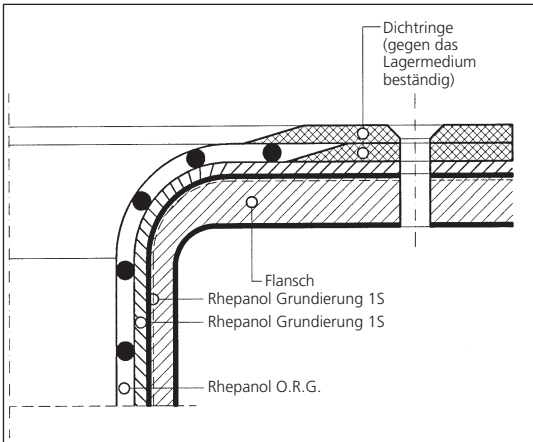 Dichtringe
(gegen das
Lagermedium
beständig)
Flansch
Rhepanol Grundierung 1S
Rhepanol Grundierung 1S
Rhepanol O.R.G.